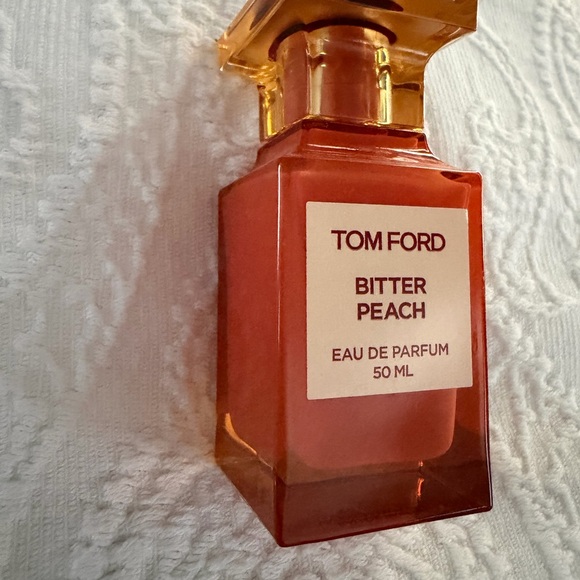 TOM FORD
BITTER
PEACH
EAU DE PARFUM
50 ML